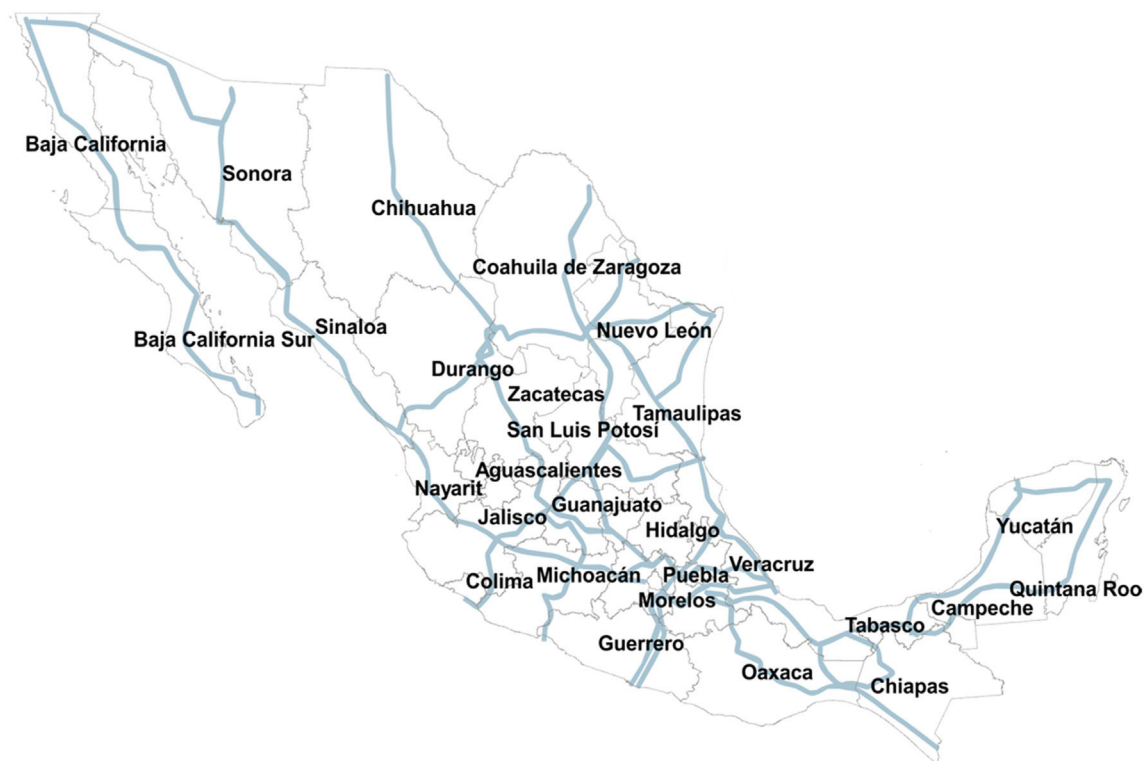 Baja California
Sonora
Chihuahua
Coahuila de Zaragoza
Sinaloa
Nuevo León
Baja California Sur
Durango
Zacatecas
Tamaulipas
San Luis Potosí
Aguascalientes
Nayarit
Guanajuato
Jalisco
Hidalgo
Yucatán
Veracruz
Colima
Michoacán
Puebla
Quintana Roo
Morelos
Campeche
Tabasco
Guerrero
Oaxaca
Chiapas